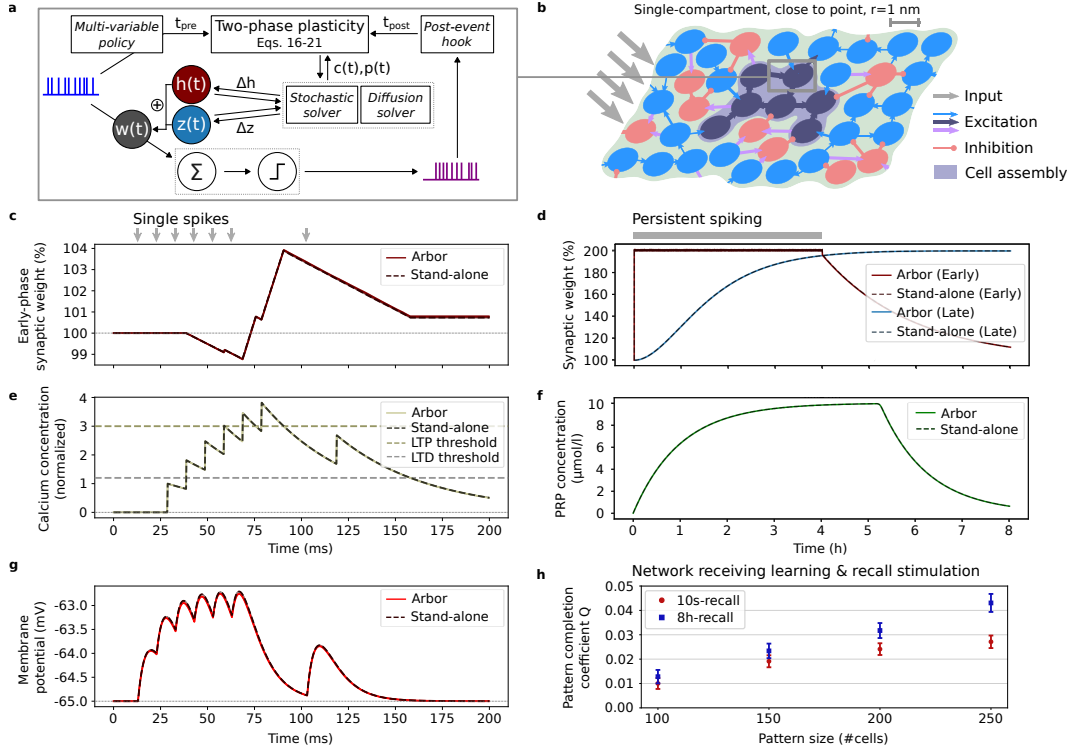 a
Multi-variable
policy
t_pre
Two-phase plasticity
Eqs. 16-21
t_post
Post-event
hook
c(t),p(t)
h(t)
Δh
⊕
z(t)
Δz
w(t)
Stochastic
solver
Diffusion
solver
Σ
b
Single-compartment, close to point, r=1 nm
Input
Excitation
Inhibition
Cell assembly
c
Single spikes
Early-phase
synaptic weight (%)
104
103
102
101
100
99
Arbor
Stand-alone
d
Persistent spiking
Synaptic weight (%)
200
180
160
140
120
100
Arbor (Early)
Stand-alone (Early)
Arbor (Late)
Stand-alone (Late)
e
Calcium concentration
(normalized)
4
3
2
1
0
Arbor
Stand-alone
LTP threshold
LTD threshold
0 25 50 75 100 125 150 175 200
Time (ms)
f
PRP concentration
(μmol/l)
10
8
6
4
2
0
Arbor
Stand-alone
0 1 2 3 4 5 6 7 8
Time (h)
g
Membrane
potential (mV)
-63.0
-63.5
-64.0
-64.5
-65.0
Arbor
Stand-alone
0 25 50 75 100 125 150 175 200
Time (ms)
h
Network receiving learning & recall stimulation
Pattern completion
coefficient Q
0.05
0.04
0.03
0.02
0.01
0.00
10s-recall
8h-recall
100 150 200 250
Pattern size (#cells)